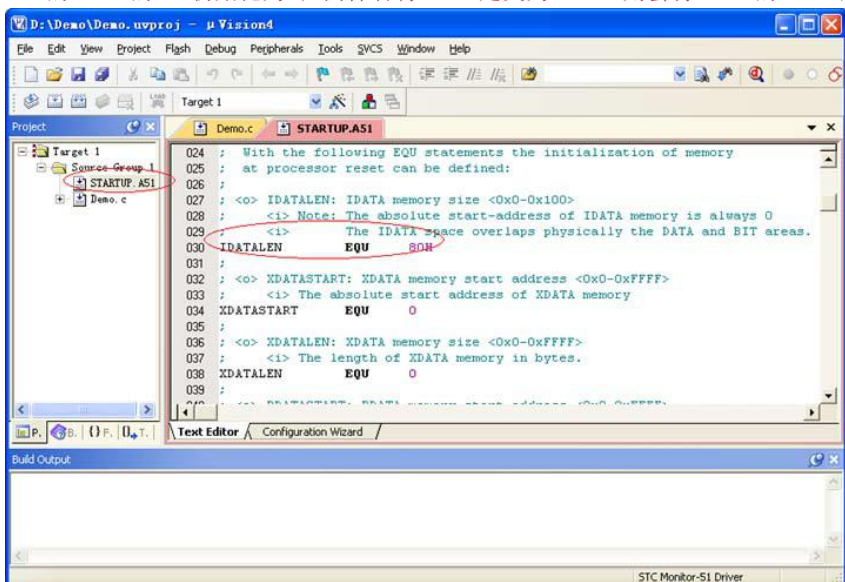 D:\Demo\Demo.uvproj - µVision4
File Edit View Project Flash Debug Peripherals Tools SVCS Window Help
Target 1
Project
Demo.c STARTUP.A51
Target 1
Source Group 1
STARTUP.A51
Demo.c
024 ;  With the following EQU statements the initialization of memory
025 ;  at processor reset can be defined:
026 ;
027 ;  <o> IDATALEN: IDATA memory size <0x0-0x100>
028 ;      <i> Note: The absolute start-address of IDATA memory is always 0
029 ;      <i>       The IDATA space overlaps physically the DATA and BIT areas.
030 IDATALEN        EQU     80H
031 ;
032 ;  <o> XDATASTART: XDATA memory start address <0x0-0xFFFF>
033 ;      <i> The absolute start address of XDATA memory
034 XDATASTART      EQU     0
035 ;
036 ;  <o> XDATALEN: XDATA memory size <0x0-0xFFFF>
037 ;      <i> The length of XDATA memory in bytes.
038 XDATALEN        EQU     0
039 ;
P. B. {} F. 0 T.
Text Editor Configuration Wizard
Build Output
STC Monitor-51 Driver